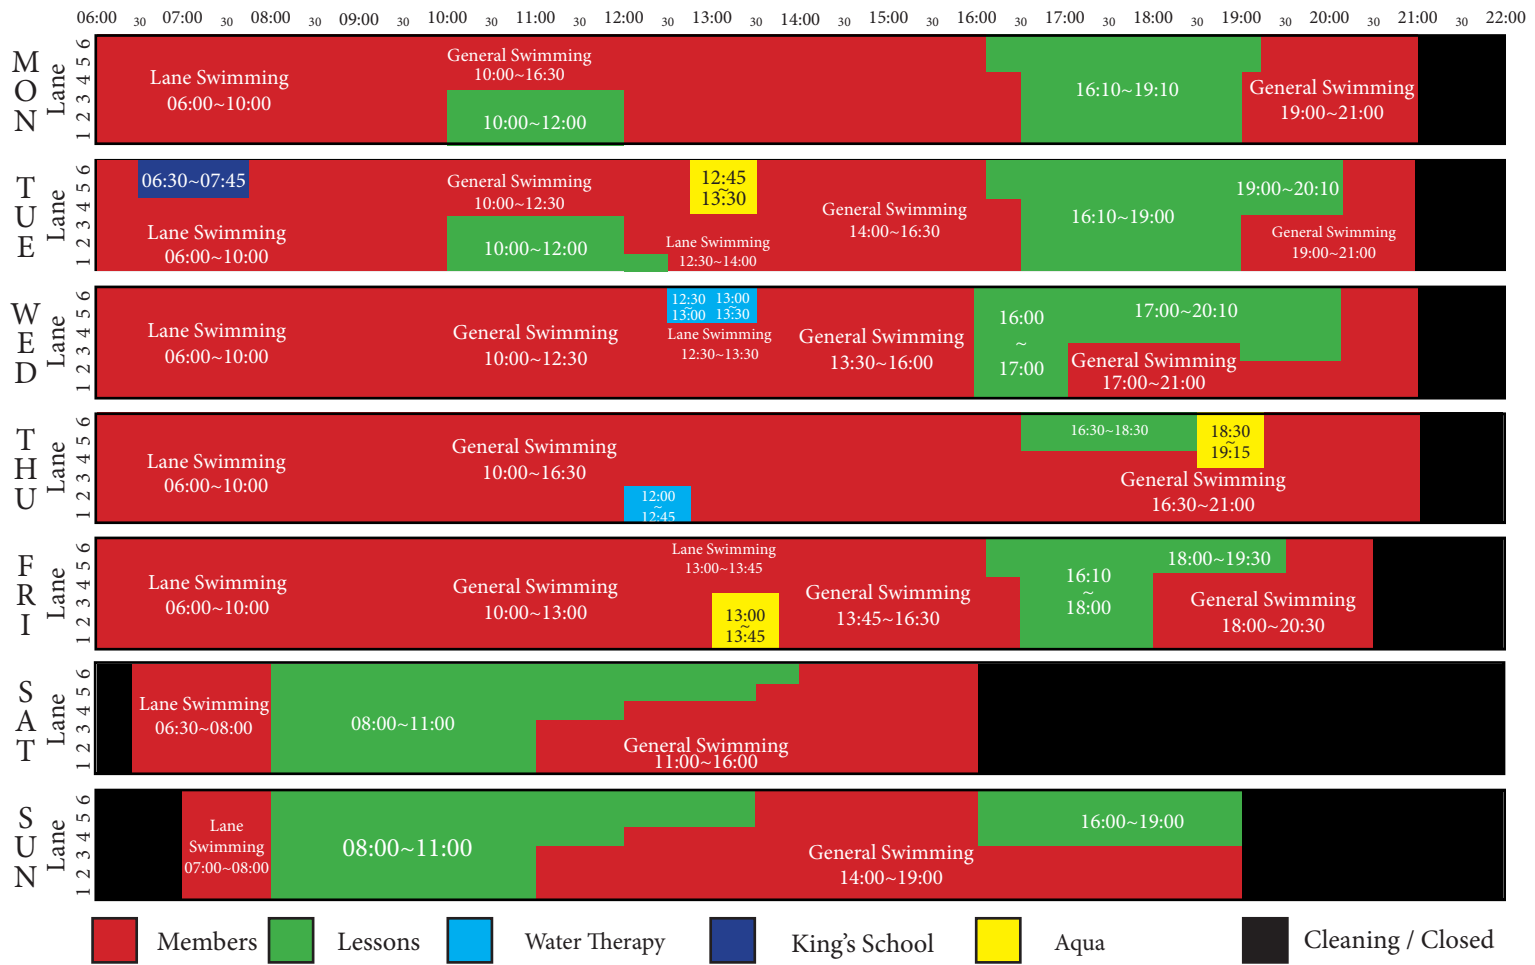 06:00 30 07:00 30 08:00 30 09:00 30 10:00 30 11:00 30 12:00 30 13:00 30 14:00 30 15:00 30 16:00 30 17:00 30 18:00 30 19:00 30 20:00 30 21:00 30 22:00
MON
Lane
1 2 3 4 5 6
Lane Swimming
06:00~10:00
General Swimming
10:00~16:30
10:00~12:00
16:10~19:10
General Swimming
19:00~21:00
TUE
Lane
1 2 3 4 5 6
06:30~07:45
Lane Swimming
06:00~10:00
General Swimming
10:00~12:30
10:00~12:00
12:45
~
13:30
Lane Swimming
12:30~14:00
General Swimming
14:00~16:30
16:10~19:00
19:00~20:10
General Swimming
19:00~21:00
WED
Lane
1 2 3 4 5 6
Lane Swimming
06:00~10:00
General Swimming
10:00~12:30
12:30
~
13:00
13:00
~
13:30
Lane Swimming
12:30~13:30
General Swimming
13:30~16:00
16:00
~
17:00
17:00~20:10
General Swimming
17:00~21:00
THU
Lane
1 2 3 4 5 6
Lane Swimming
06:00~10:00
General Swimming
10:00~16:30
12:00
~
12:45
16:30~18:30
18:30
~
19:15
General Swimming
16:30~21:00
FRI
Lane
1 2 3 4 5 6
Lane Swimming
06:00~10:00
General Swimming
10:00~13:00
Lane Swimming
13:00~13:45
13:00
~
13:45
General Swimming
13:45~16:30
16:10
~
18:00
18:00~19:30
General Swimming
18:00~20:30
SAT
Lane
1 2 3 4 5 6
Lane Swimming
06:30~08:00
08:00~11:00
General Swimming
11:00~16:00
SUN
Lane
1 2 3 4 5 6
Lane
Swimming
07:00~08:00
08:00~11:00
General Swimming
14:00~19:00
16:00~19:00
Members
Lessons
Water Therapy
King's School
Aqua
Cleaning / Closed